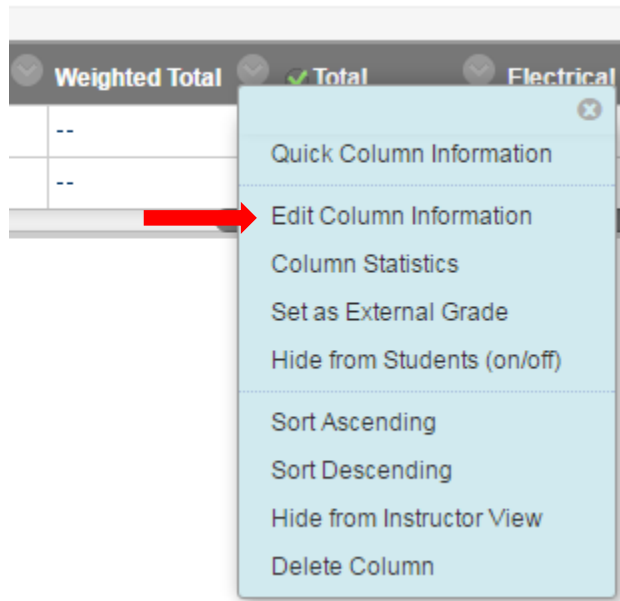 Weighted Total Total Electrical
--
--
Quick Column Information
Edit Column Information
Column Statistics
Set as External Grade
Hide from Students (on/off)
Sort Ascending
Sort Descending
Hide from Instructor View
Delete Column